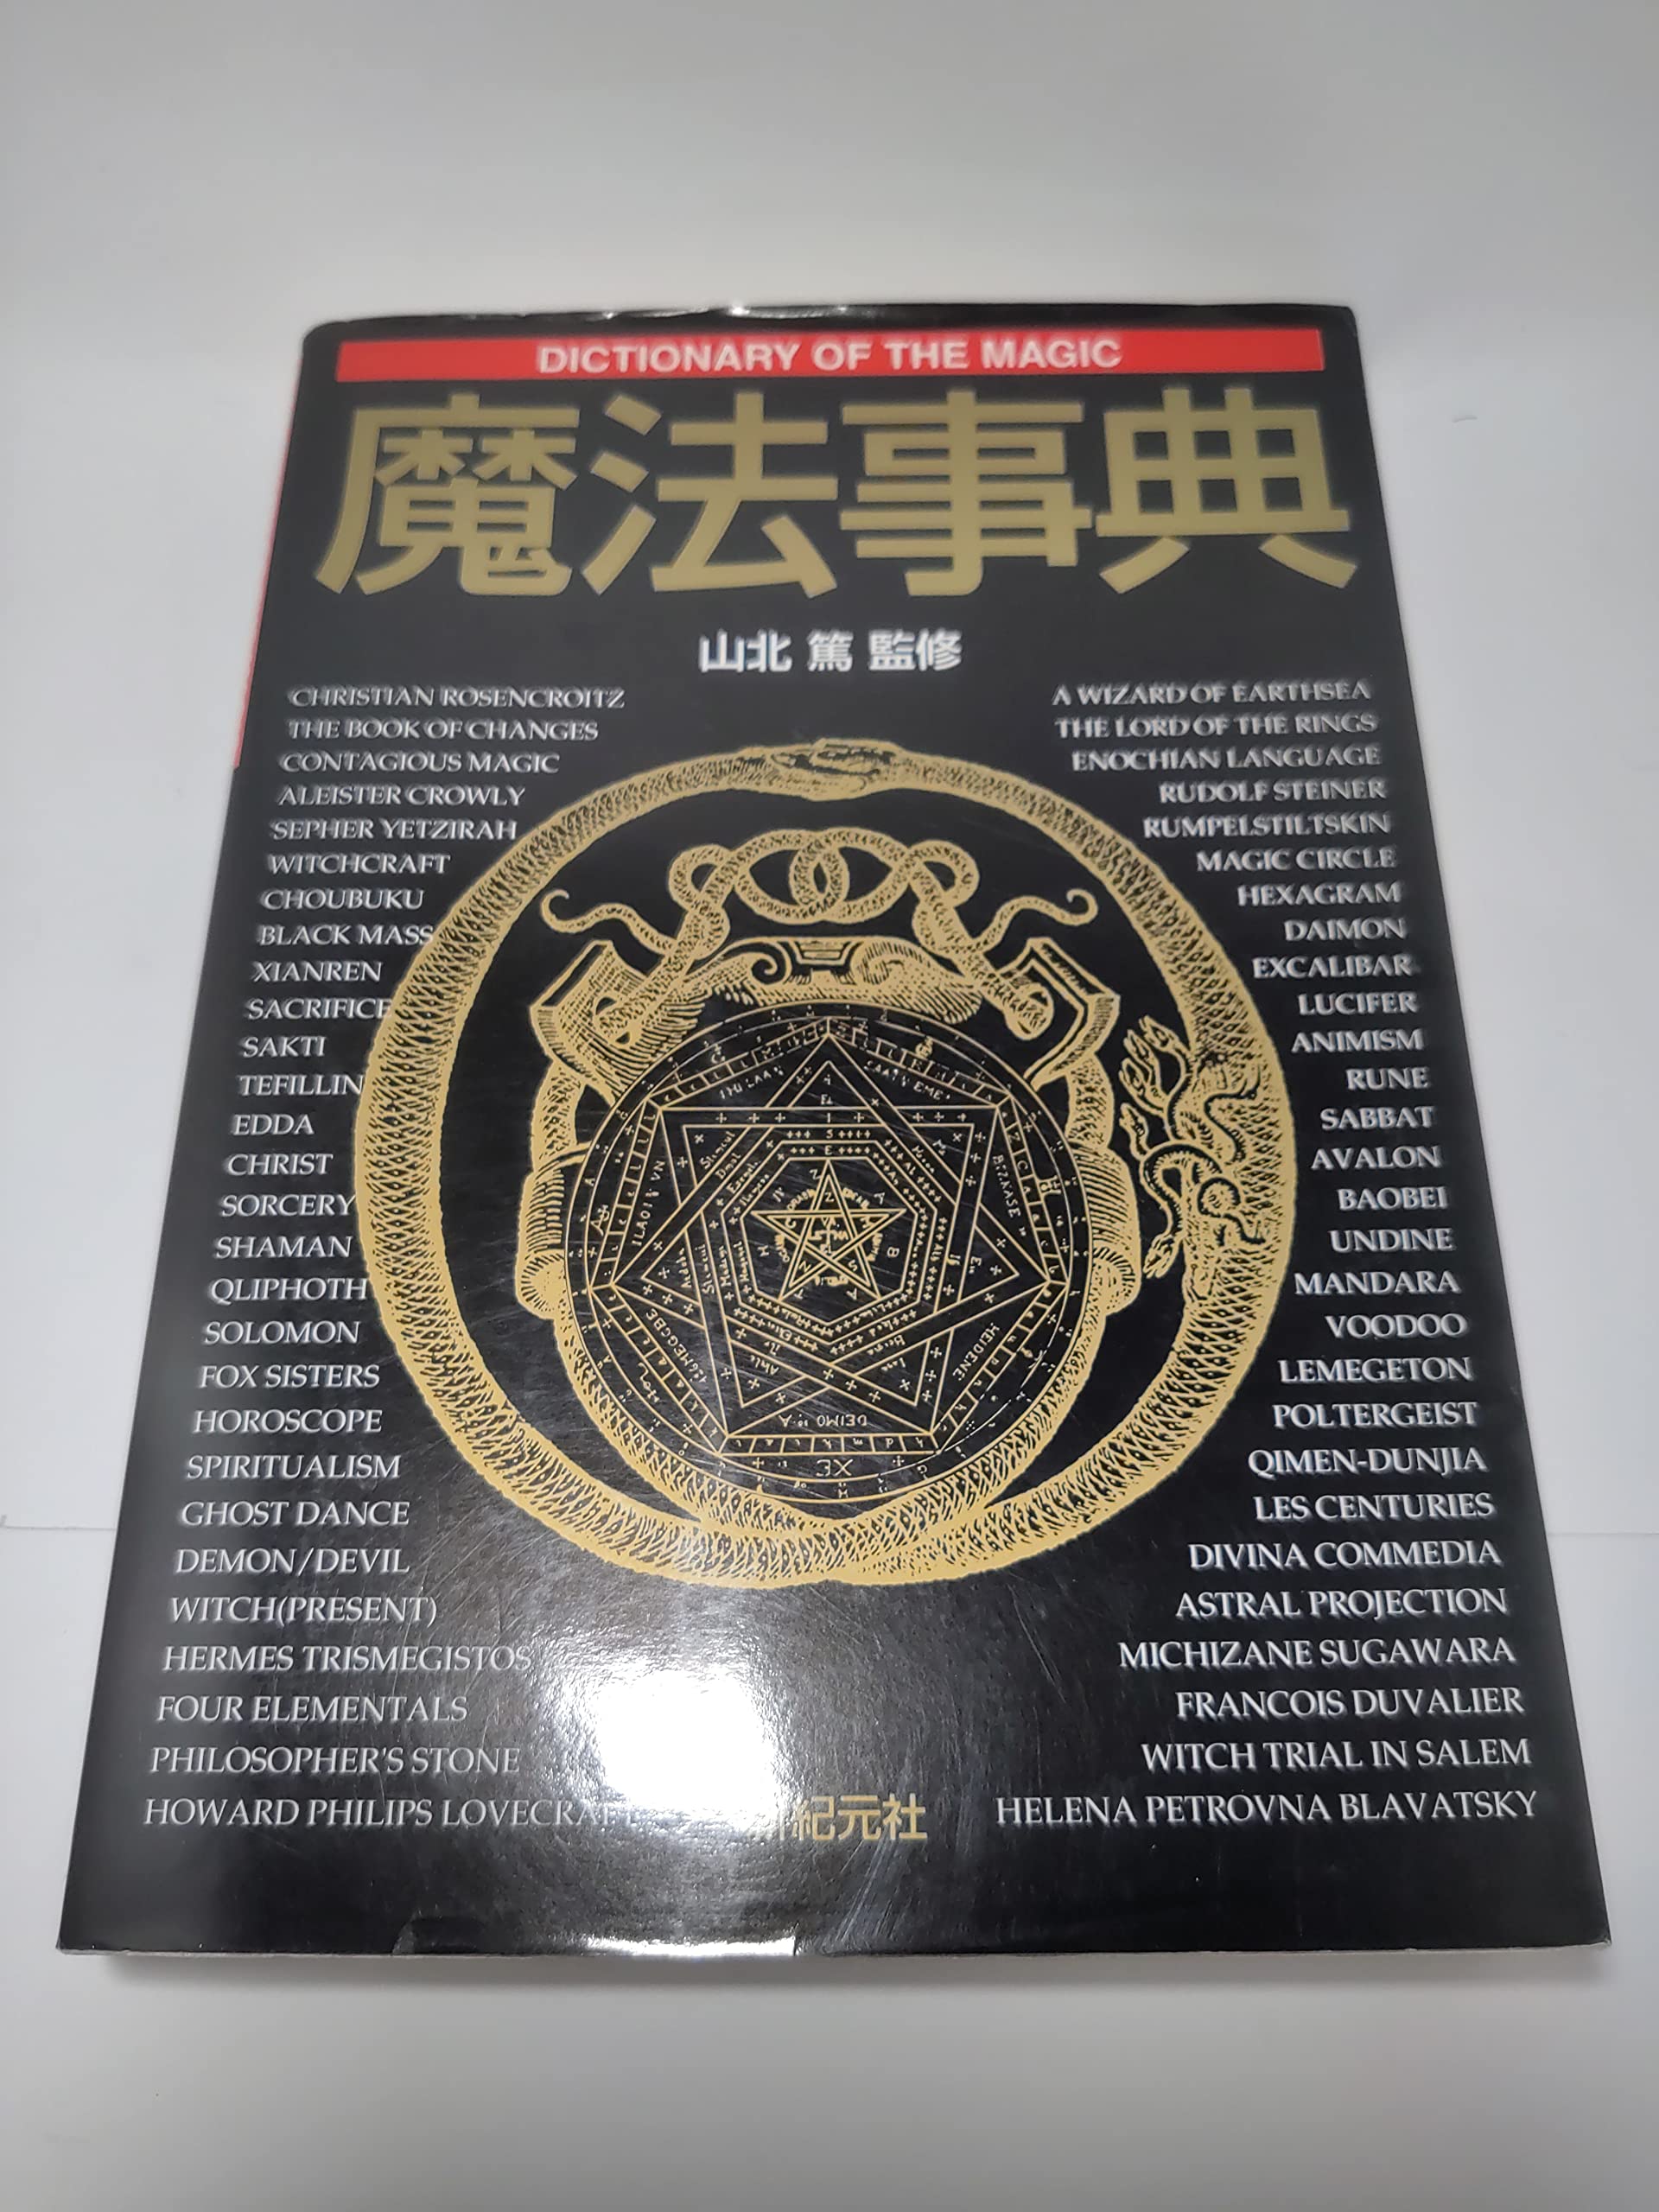 DICTIONARY OF THE MAGIC
魔法事典
山北 篤 監修
CHRISTIAN ROSENCROITZ
THE BOOK OF CHANGES
CONTAGIOUS MAGIC
ALEISTER CROWLY
SEPHER YETZIRAH
WITCHCRAFT
CHOUBUKU
BLACK MASS
XIANREN
SACRIFICE
SAKTI
TEFILLIN
EDDA
CHRIST
SORCERY
SHAMAN
QLIPHOTH
SOLOMON
FOX SISTERS
HOROSCOPE
SPIRITUALISM
GHOST DANCE
DEMON/DEVIL
WITCH(PRESENT)
HERMES TRISMEGISTOS
FOUR ELEMENTALS
PHILOSOPHER'S STONE
HOWARD PHILIPS
A WIZARD OF EARTHSEA
THE LORD OF THE RINGS
ENOCHIAN LANGUAGE
RUDOLF STEINER
RUMPELSTILTSKIN
MAGIC CIRCLE
HEXAGRAM
DAIMON
EXCALIBAR
LUCIFER
ANIMISM
RUNE
SABBAT
AVALON
BAOBEI
UNDINE
MANDARA
VOODOO
LEMEGETON
POLTERGEIST
QIMEN-DUNJIA
LES CENTURIES
DIVINA COMMEDIA
ASTRAL PROJECTION
MICHIZANE SUGAWARA
FRANCOIS DUVALIER
WITCH TRIAL IN SALEM
HELENA PETROVNA BLAVATSKY
紀元社